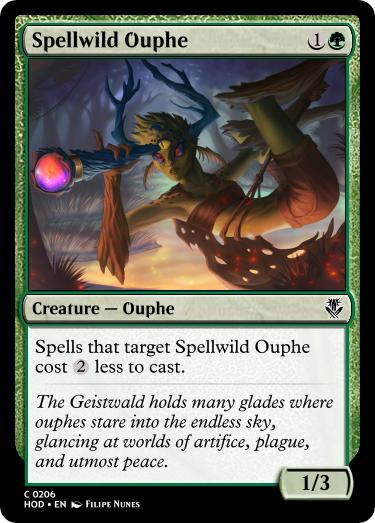 Spellwild Ouphe 1
Creature — Ouphe
Spells that target Spellwild Ouphe
cost 2 less to cast.
The Geistwald holds many glades where
ouphes stare into the endless sky,
glancing at worlds of artifice, plague,
and utmost peace.
1/3
C 0206
HOD • EN Filipe Nunes